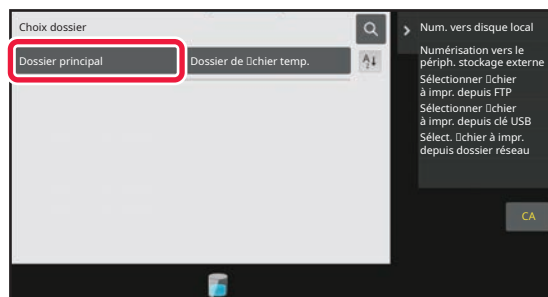 Choix dossier
Dossier principal
Dossier de 􀀀chier temp.
Num. vers disque local
Numérisation vers le
périph. stockage externe
Sélectionner 􀀀chier
à impr. depuis FTP
Sélectionner 􀀀chier
à impr. depuis clé USB
Sélect. 􀀀chier à impr.
depuis dossier réseau
CA